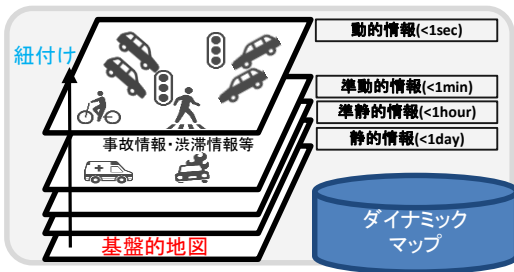 動的情報(<1sec)
紐付け
準動的情報(<1min)
準静的情報(<1hour)
事故情報・渋滞情報等
静的情報(<1day)
ダイナミック
マップ
基盤的地図